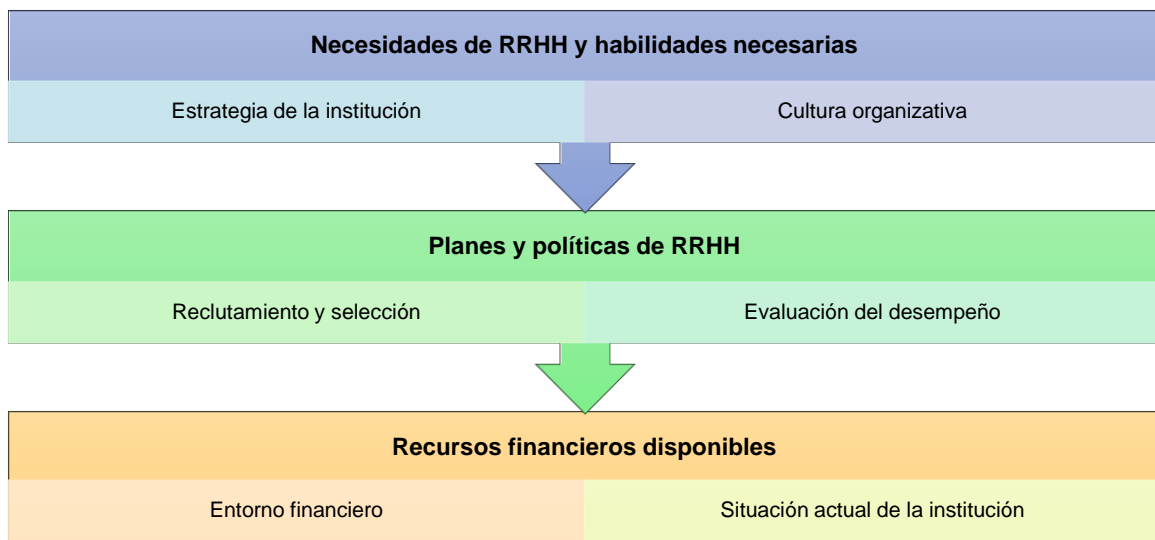 Necesidades de RRHH y habilidades necesarias
Estrategia de la institución
Cultura organizativa
Planes y políticas de RRHH
Reclutamiento y selección
Evaluación del desempeño
Recursos financieros disponibles
Entorno financiero
Situación actual de la institución